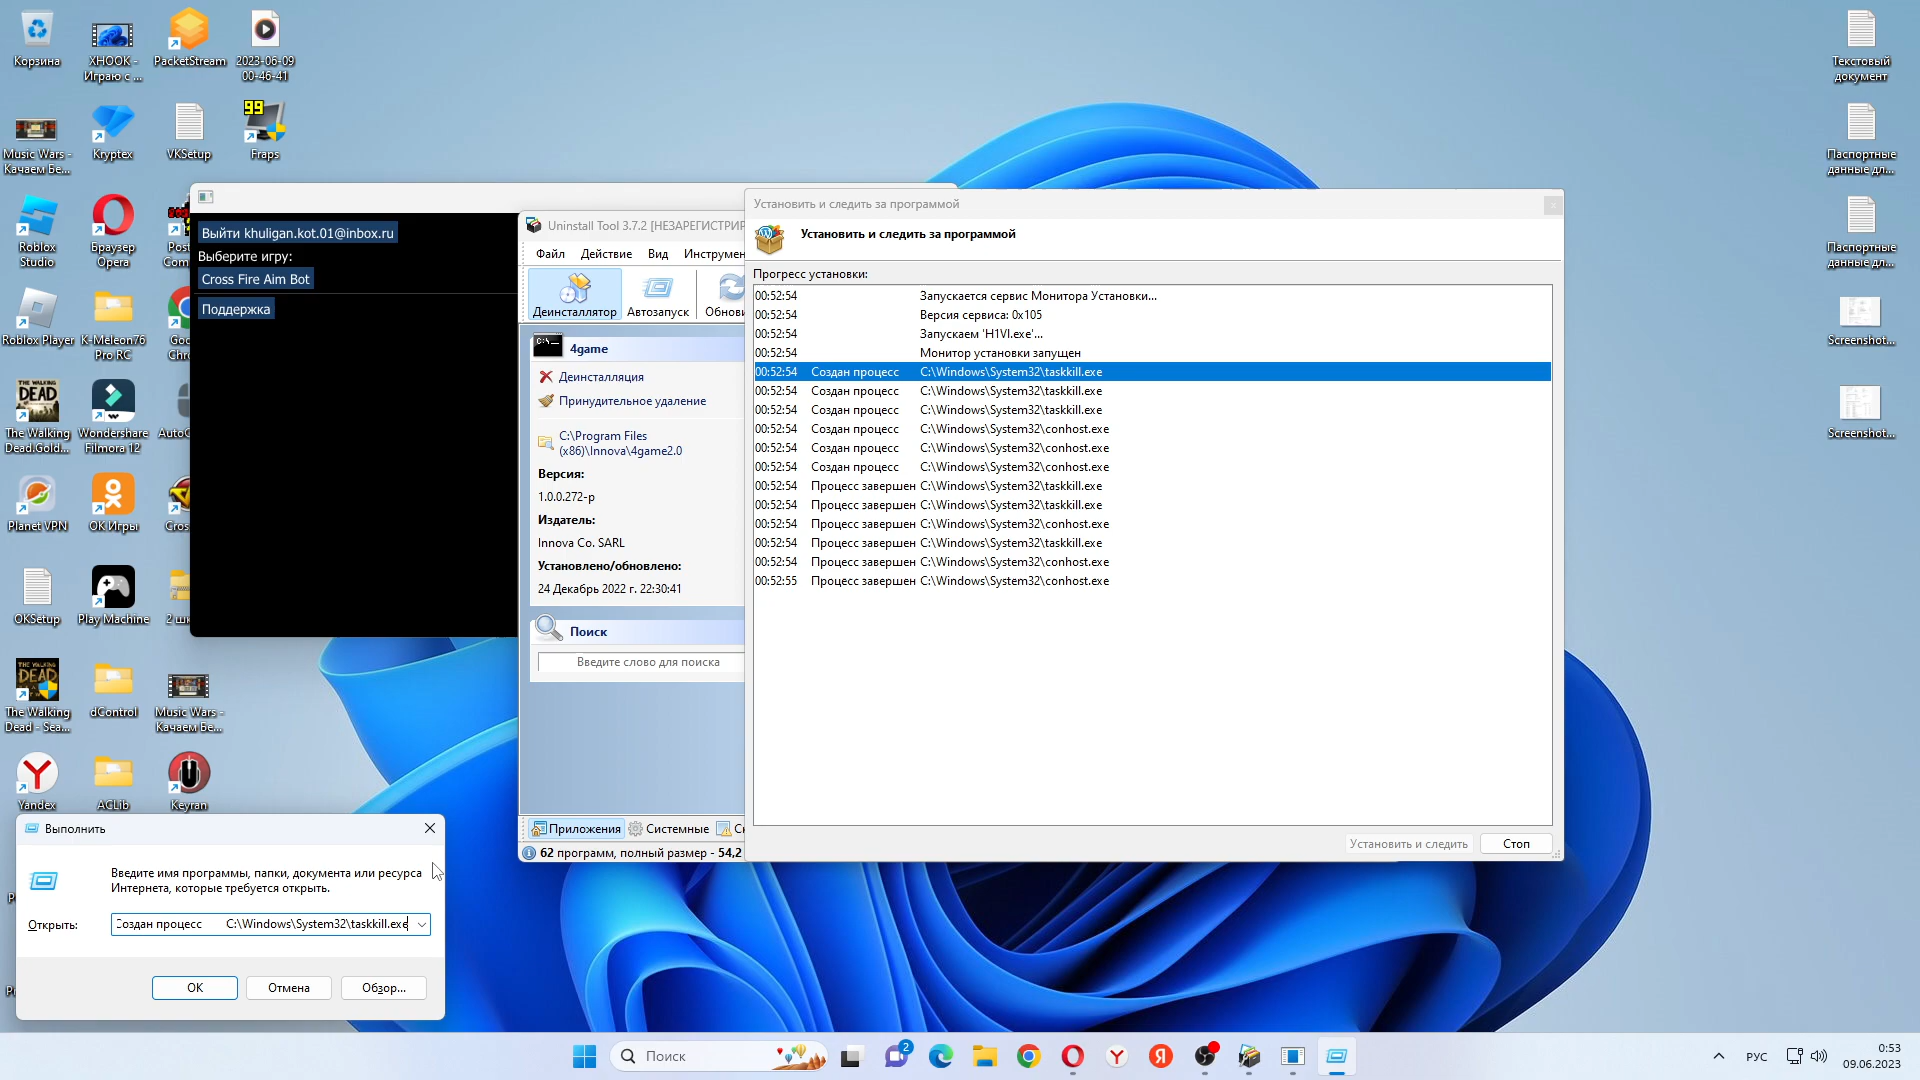 Корзина
XHOOK -
Играю с ...
PacketStream
2023-06-09
00-46-41
Music Wars -
Качаем Бе...
Kryptex
VKSetup
99
Fraps
Roblox
Studio
Браузер
Opera
Roblox Player
K-Meleon76
Pro RC
THE WALKING
DEAD
The Walking
Dead.Gold...
Wondershare
Filmora 12
Planet VPN
ОК Игры
OKSetup
Play Machine
THE WALKING
DEAD
The Walking
Dead - Sea...
dControl
Music Wars -
Качаем Бе...
Yandex
ACLib
Keyran
Текстовый
документ
Паспортные
данные дл...
Паспортные
данные дл...
Screenshot...
Screenshot...
Выйти khuligan.kot.01@inbox.ru
Выберите игру:
Cross Fire Aim Bot
Поддержка
Uninstall Tool 3.7.2 [НЕЗАРЕГИСТРИР
Файл Действие Вид Инструмен
Деинсталлятор Автозапуск Обнови
C:\
4game
Деинсталляция
Принудительное удаление
C:\Program Files
(x86)\Innova\4game2.0
Версия:
1.0.0.272-p
Издатель:
Innova Co. SARL
Установлено/обновлено:
24 Декабрь 2022 г. 22:30:41
Поиск
Введите слово для поиска
Приложения Системные
62 программ, полный размер - 54,2
Установить и следить за программой
Установить и следить за программой
Прогресс установки:
00:52:54 Запускается сервис Монитора Установки...
00:52:54 Версия сервиса: 0x105
00:52:54 Запускаем 'H1VI.exe'...
00:52:54 Монитор установки запущен
00:52:54 Создан процесс C:\Windows\System32\taskkill.exe
00:52:54 Создан процесс C:\Windows\System32\taskkill.exe
00:52:54 Создан процесс C:\Windows\System32\taskkill.exe
00:52:54 Создан процесс C:\Windows\System32\conhost.exe
00:52:54 Создан процесс C:\Windows\System32\conhost.exe
00:52:54 Создан процесс C:\Windows\System32\conhost.exe
00:52:54 Процесс завершен C:\Windows\System32\taskkill.exe
00:52:54 Процесс завершен C:\Windows\System32\taskkill.exe
00:52:54 Процесс завершен C:\Windows\System32\conhost.exe
00:52:54 Процесс завершен C:\Windows\System32\taskkill.exe
00:52:54 Процесс завершен C:\Windows\System32\conhost.exe
00:52:55 Процесс завершен C:\Windows\System32\conhost.exe
Установить и следить Стоп
Выполнить
Введите имя программы, папки, документа или ресурса
Интернета, которые требуется открыть.
Открыть: Создан процесс C:\Windows\System32\taskkill.exe
ОК Отмена Обзор...
Поиск
2
РУС
0:53
09.06.2023